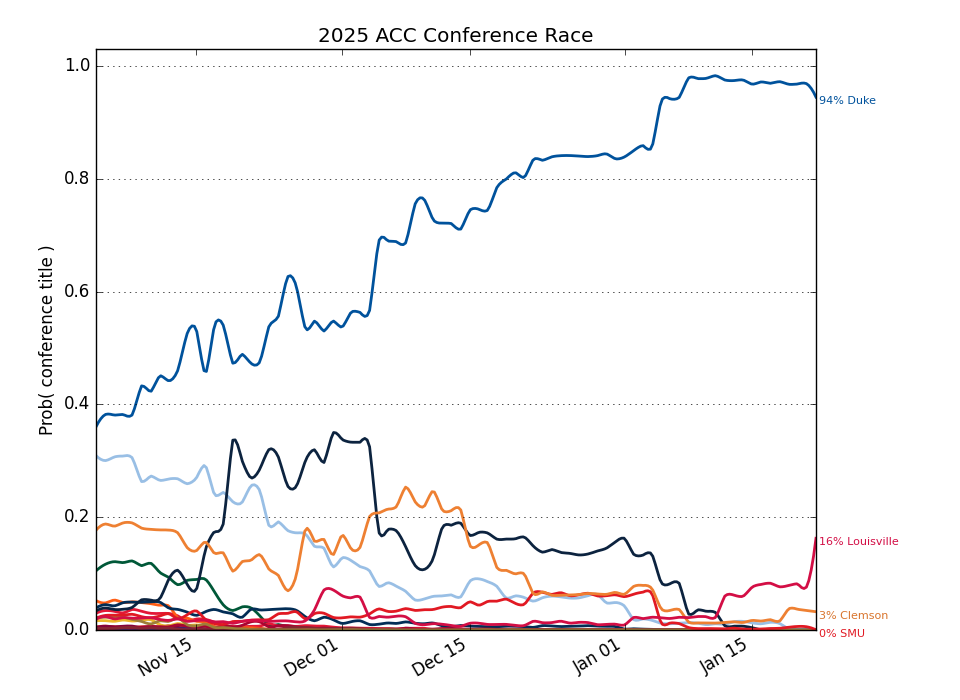 2025 ACC Conference Race
Prob( conference title )
1.0
0.8
0.6
0.4
0.2
0.0
94% Duke
16% Louisville
3% Clemson
0% SMU
Nov 15
Dec 01
Dec 15
Jan 01
Jan 15